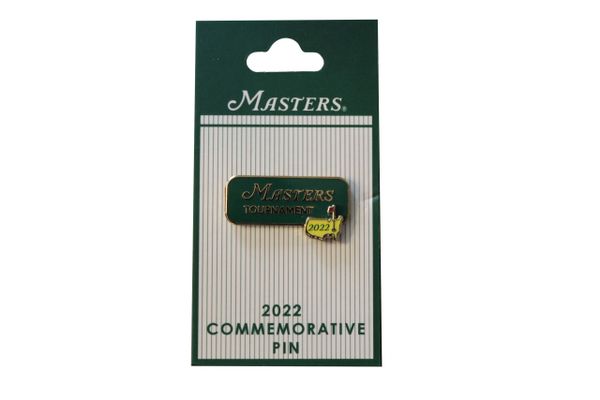 MASTERS®
MASTERS
TOURNAMENT
2022
2022
COMMEMORATIVE
PIN